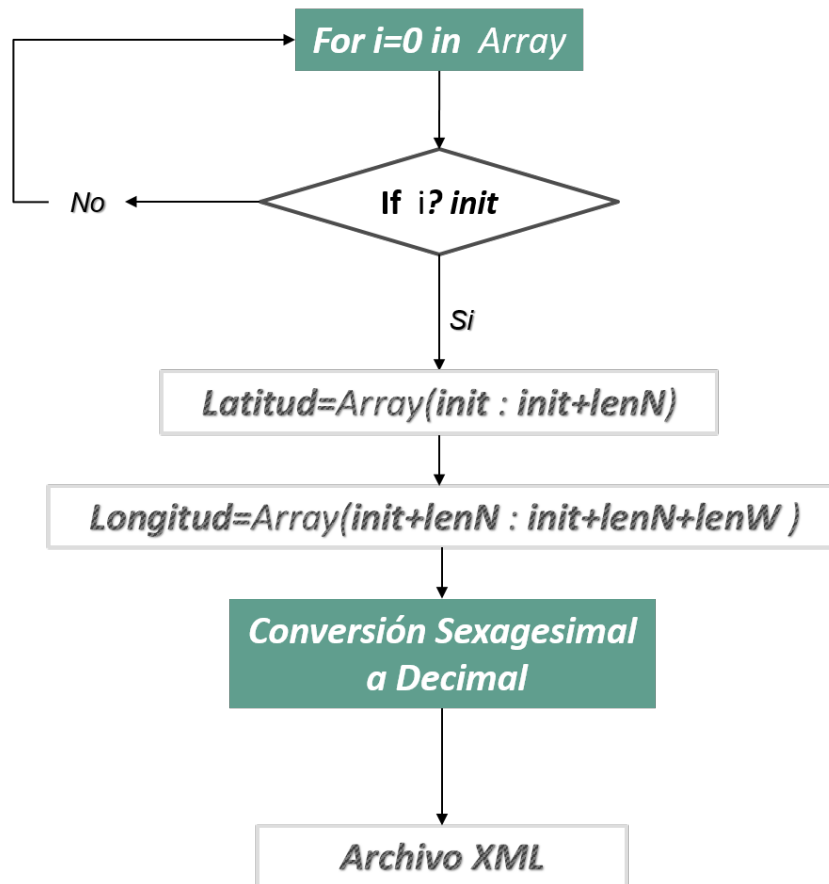 For i=0 in Array
If i? init
No
Si
Latitud=Array(init : init+lenN)
Longitud=Array(init+lenN : init+lenN+lenW )
Conversión Sexagesimal
a Decimal
Archivo XML